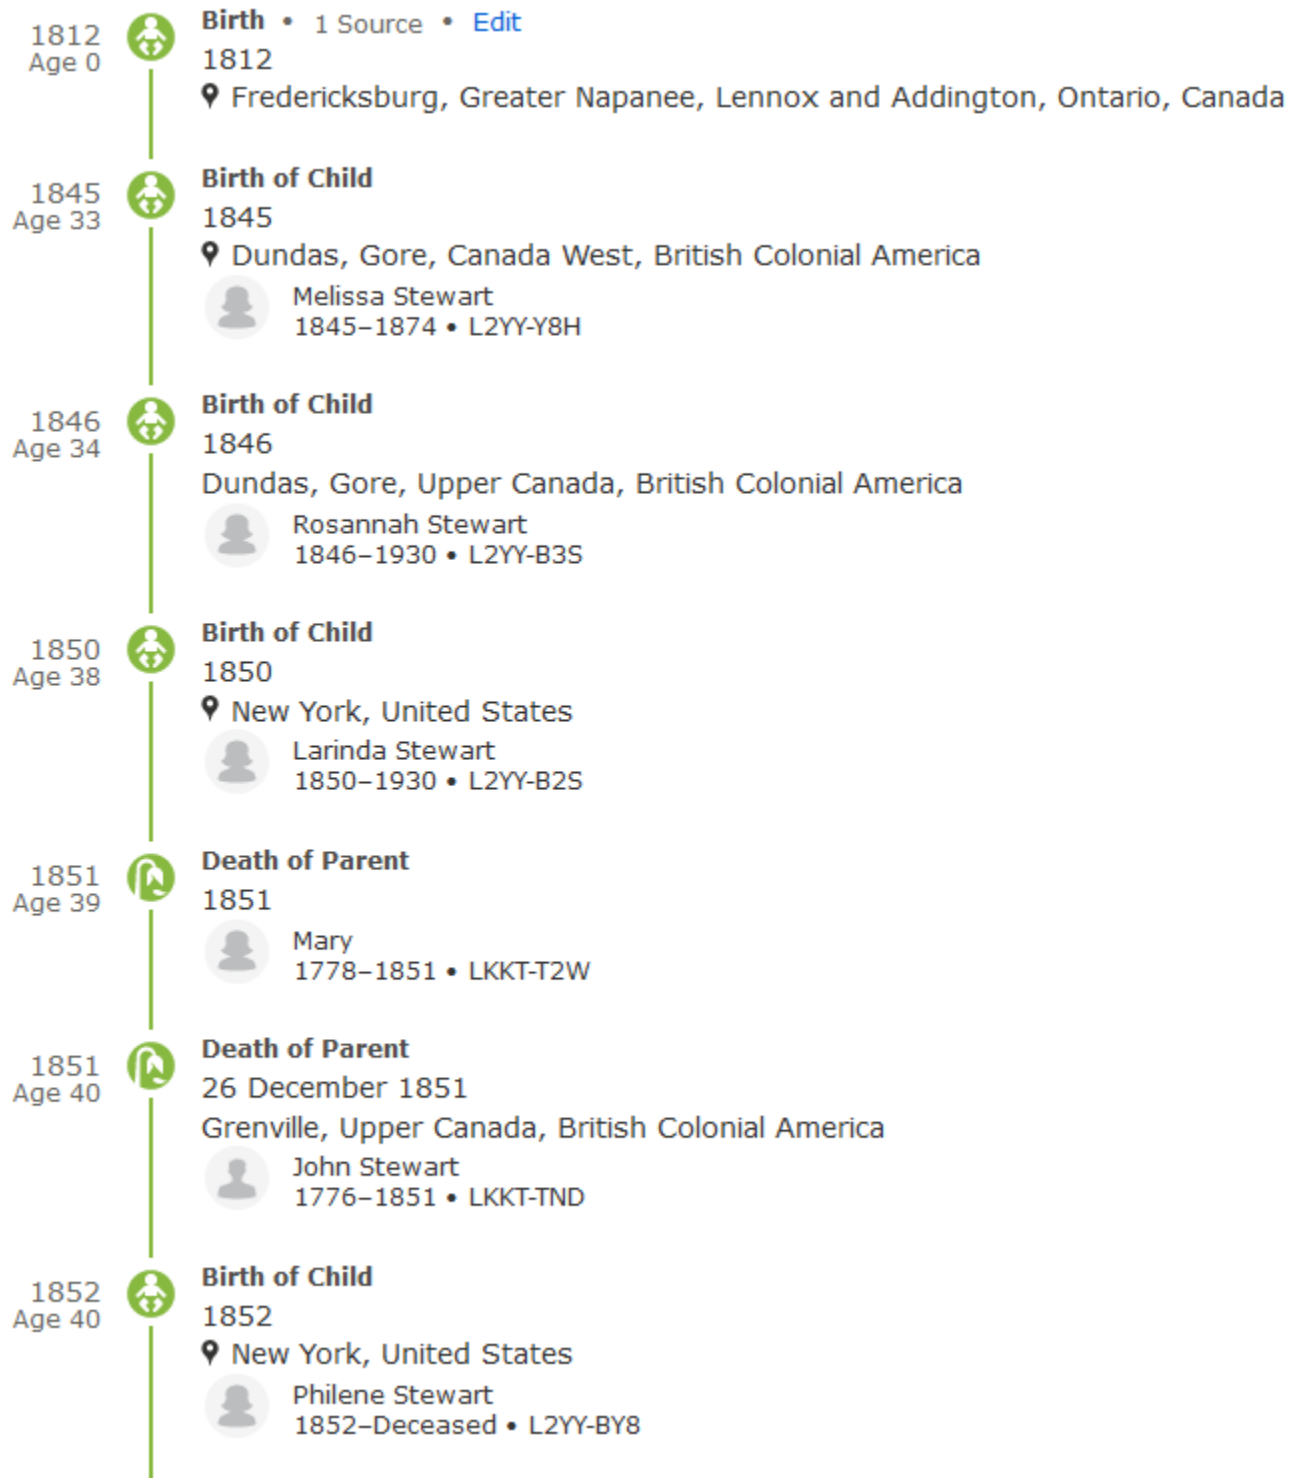 1812
Age 0
Birth • 1 Source • Edit
1812
Fredericksburg, Greater Napanee, Lennox and Addington, Ontario, Canada
1845
Age 33
Birth of Child
1845
Dundas, Gore, Canada West, British Colonial America
Melissa Stewart
1845–1874 • L2YY-Y8H
1846
Age 34
Birth of Child
1846
Dundas, Gore, Upper Canada, British Colonial America
Rosannah Stewart
1846–1930 • L2YY-B3S
1850
Age 38
Birth of Child
1850
New York, United States
Larinda Stewart
1850–1930 • L2YY-B2S
1851
Age 39
Death of Parent
1851
Mary
1778–1851 • LKKT-T2W
1851
Age 40
Death of Parent
26 December 1851
Grenville, Upper Canada, British Colonial America
John Stewart
1776–1851 • LKKT-TND
1852
Age 40
Birth of Child
1852
New York, United States
Philene Stewart
1852–Deceased • L2YY-BY8